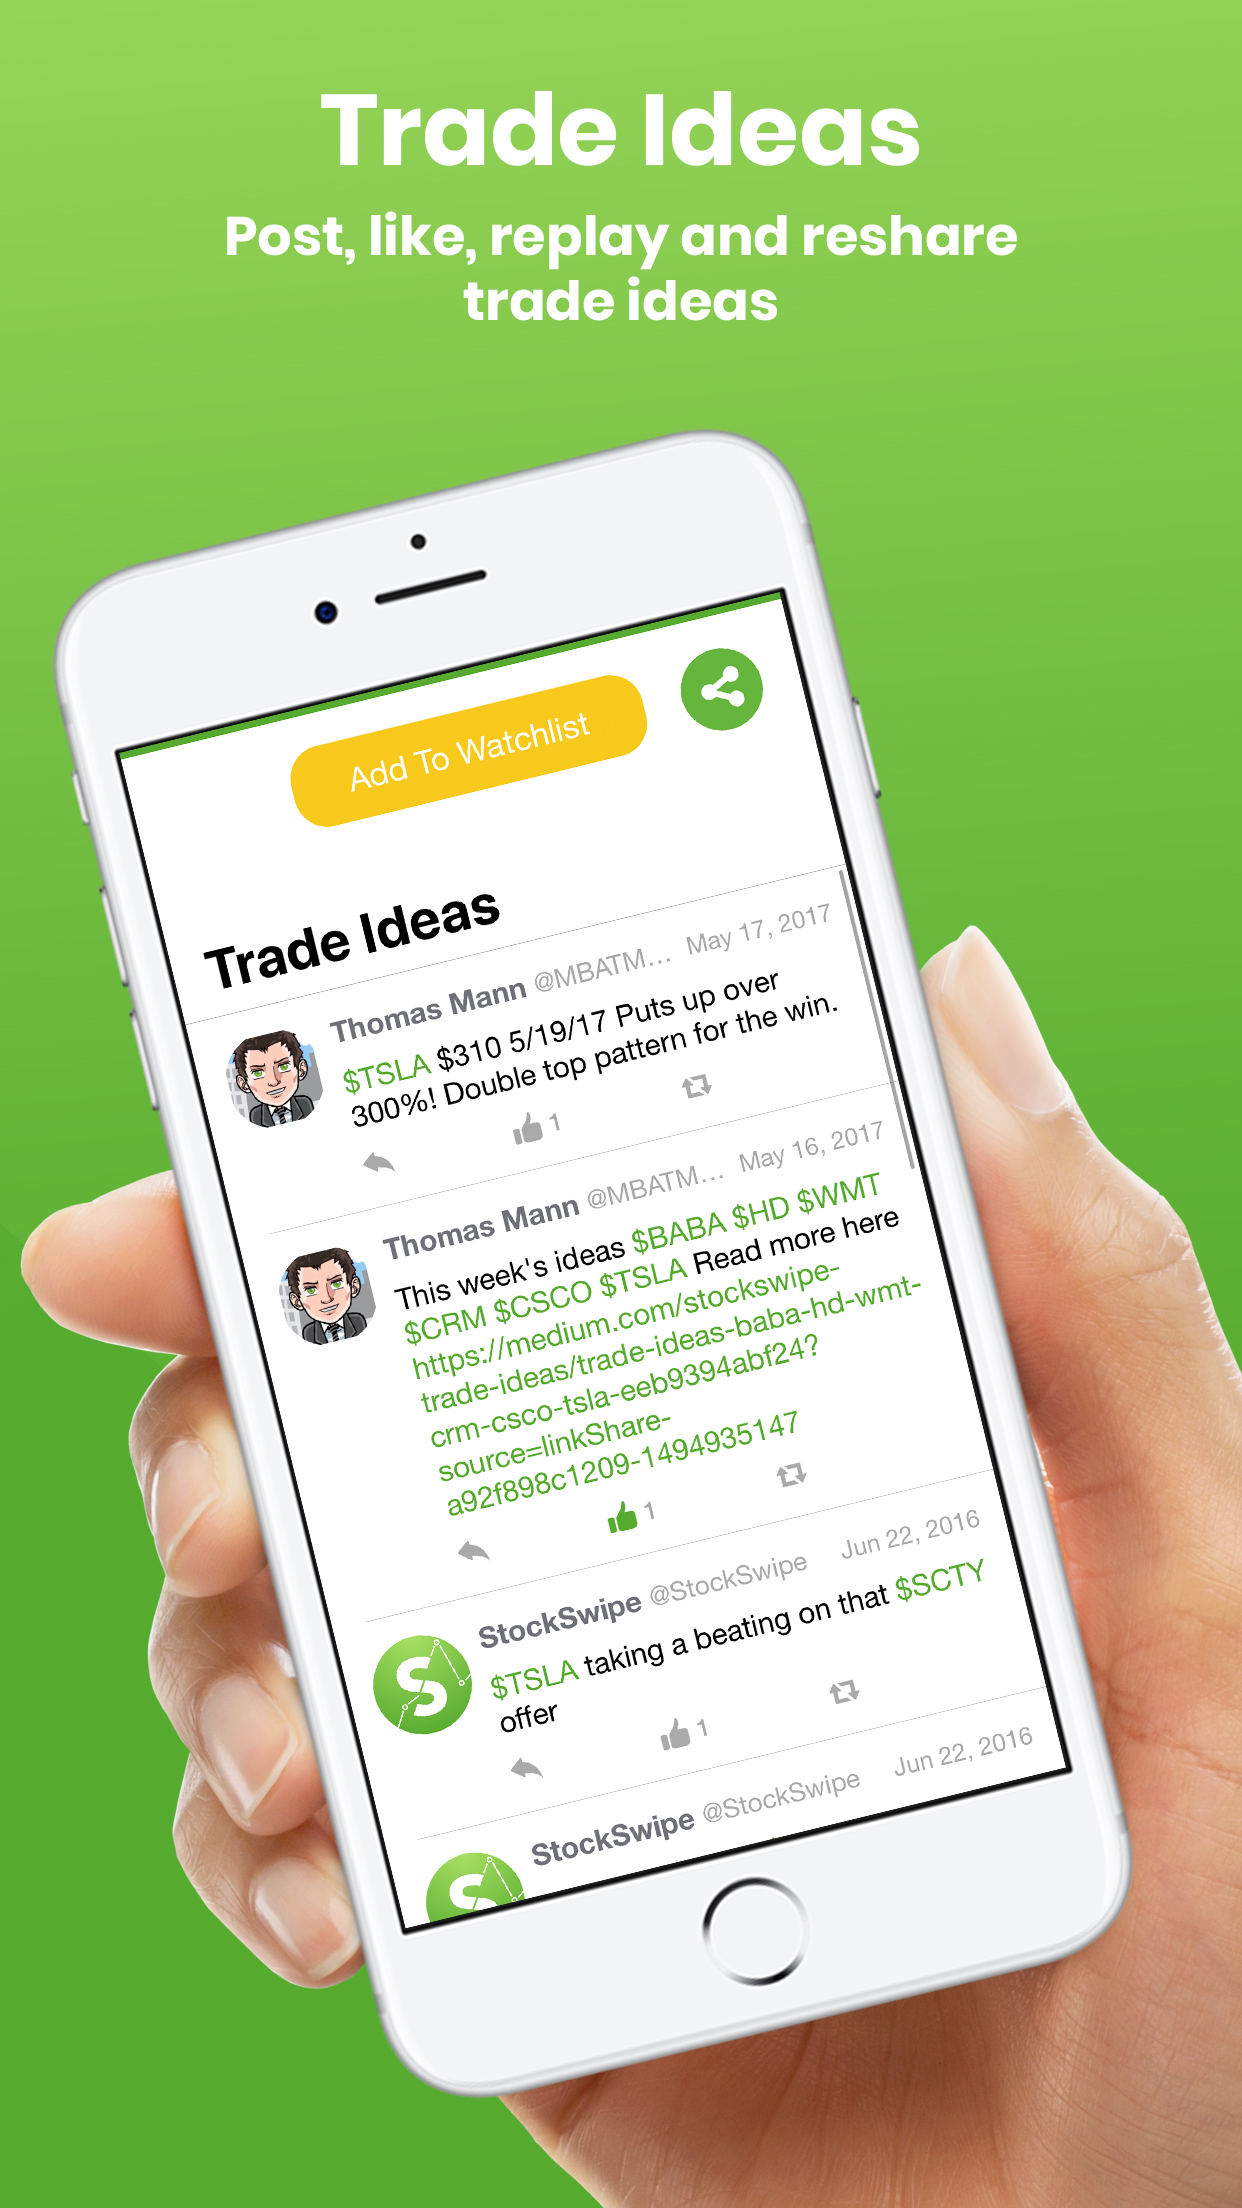 Trade Ideas
Post, like, replay and reshare
trade ideas
Add To Watchlist
Trade Ideas
Thomas Mann @MBATM... May 17, 2017
$TSLA $310 5/19/17 Puts up over
300%! Double top pattern for the win.
1
Thomas Mann @MBATM... May 16, 2017
This week's ideas $BABA $HD $WMT
$CRM $CSCO $TSLA Read more here
https://medium.com/stockswipe-
trade-ideas/trade-ideas-baba-hd-wmt-
crm-csco-tsla-eeb9394abf24?
source=linkShare-
a92f898c1209-1494935147
1
StockSwipe @StockSwipe Jun 22, 2016
$TSLA taking a beating on that $SCTY
offer
1
StockSwipe @StockSwipe Jun 22, 2016